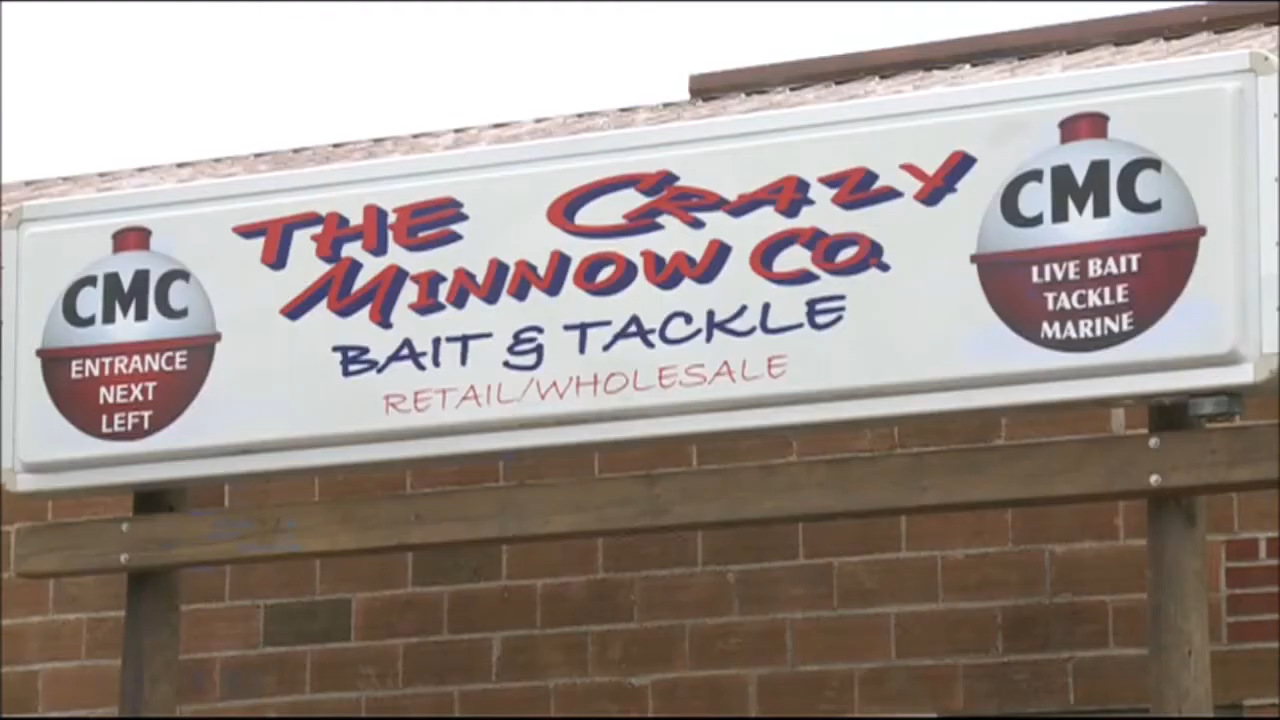 CMC
ENTRANCE
NEXT
LEFT
THE CRAZY
MINNOW CO.
BAIT & TACKLE
RETAIL/WHOLESALE
CMC
LIVE BAIT
TACKLE
MARINE